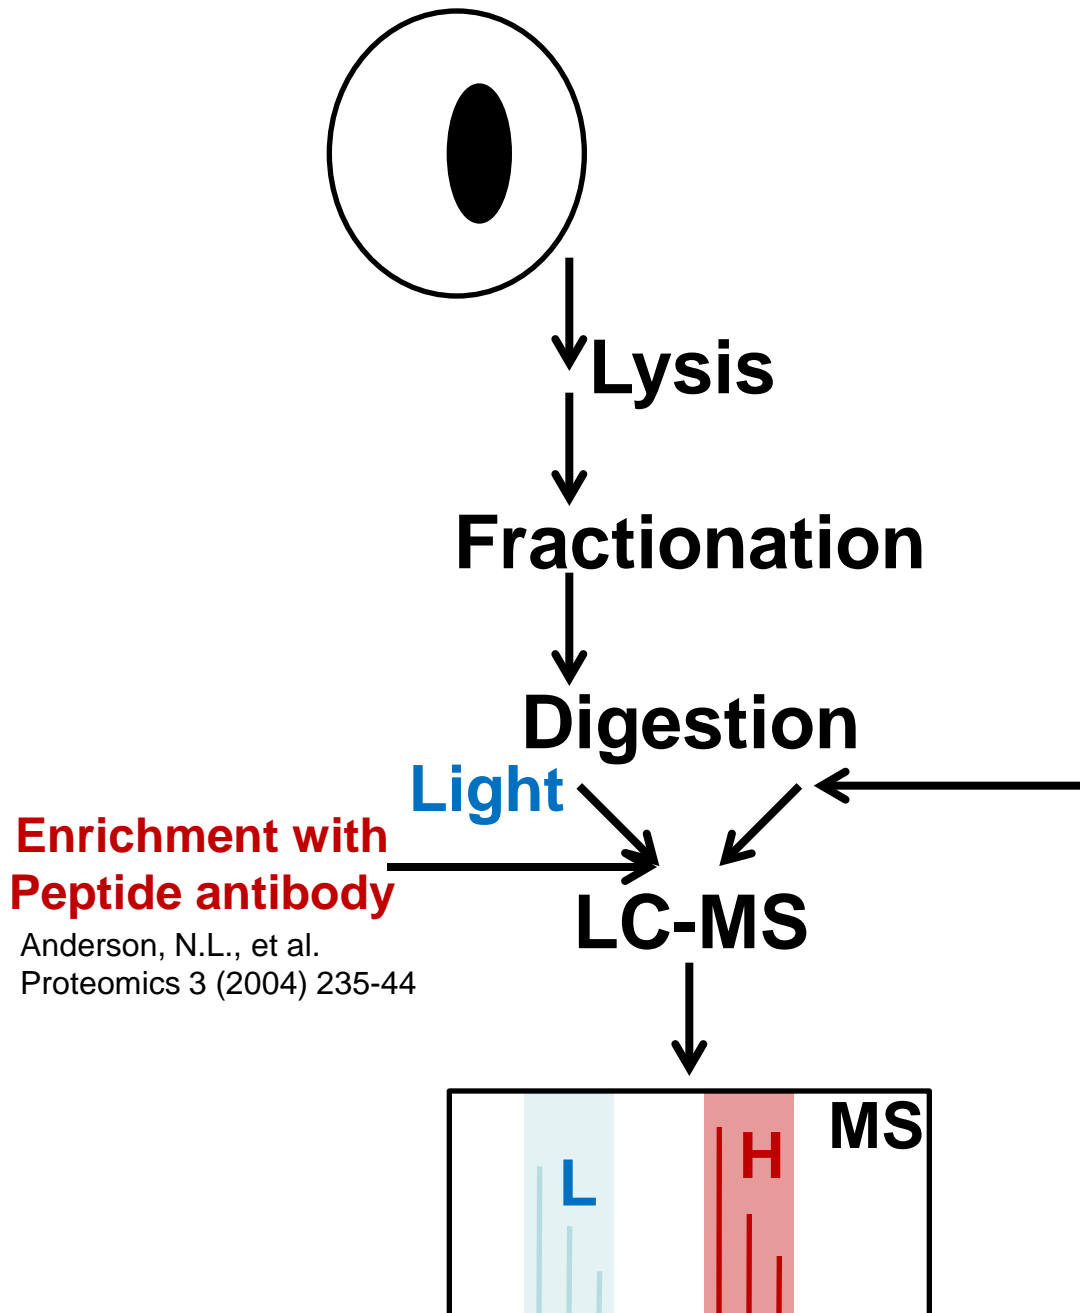 Lysis
Fractionation
Digestion
Light
Enrichment with
Peptide antibody
Anderson, N.L., et al.
Proteomics 3 (2004) 235-44
LC-MS
MS
L
H